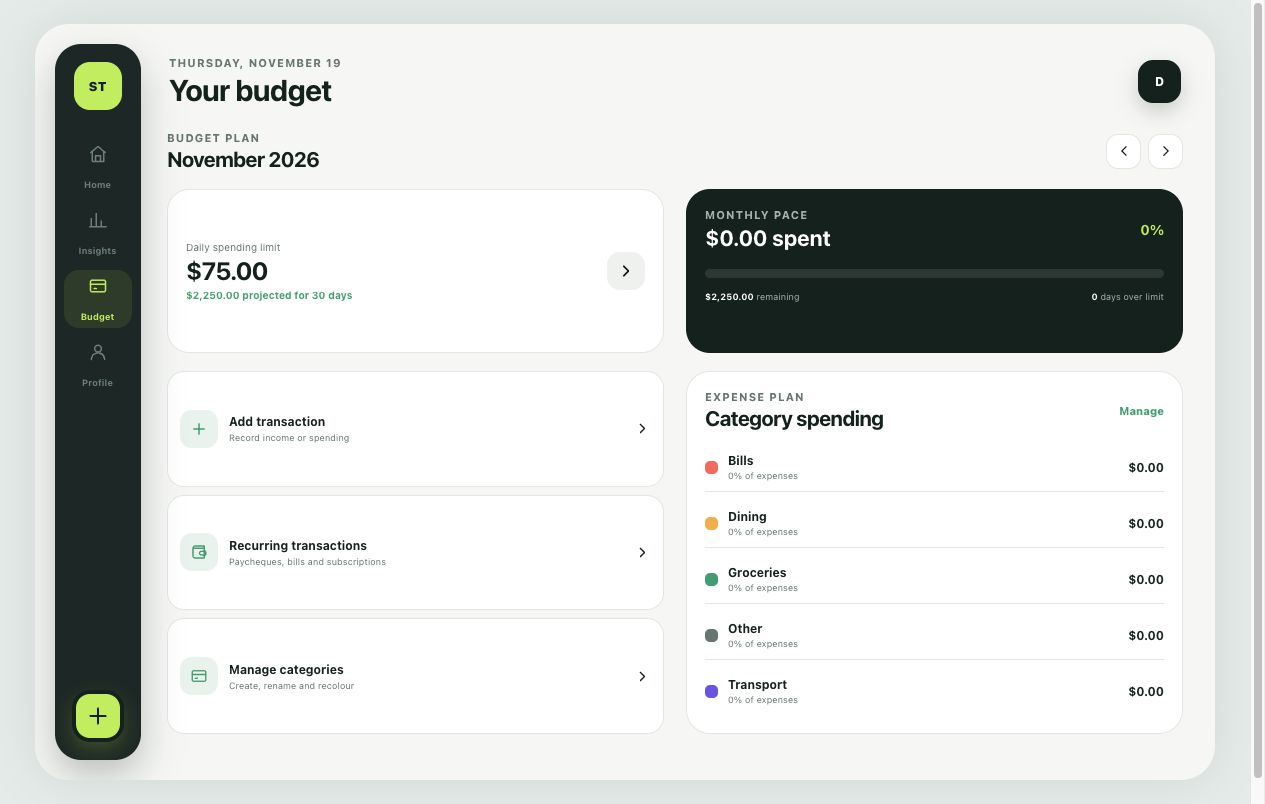 ST
Home
Insights
Budget
Profile
THURSDAY, NOVEMBER 19
Your budget
D
BUDGET PLAN
November 2026
Daily spending limit
$75.00
$2,250.00 projected for 30 days
MONTHLY PACE
$0.00 spent
0%
$2,250.00 remaining
0 days over limit
Add transaction
Record income or spending
Recurring transactions
Paycheques, bills and subscriptions
Manage categories
Create, rename and recolour
EXPENSE PLAN
Category spending
Manage
Bills
0% of expenses
$0.00
Dining
0% of expenses
$0.00
Groceries
0% of expenses
$0.00
Other
0% of expenses
$0.00
Transport
0% of expenses
$0.00